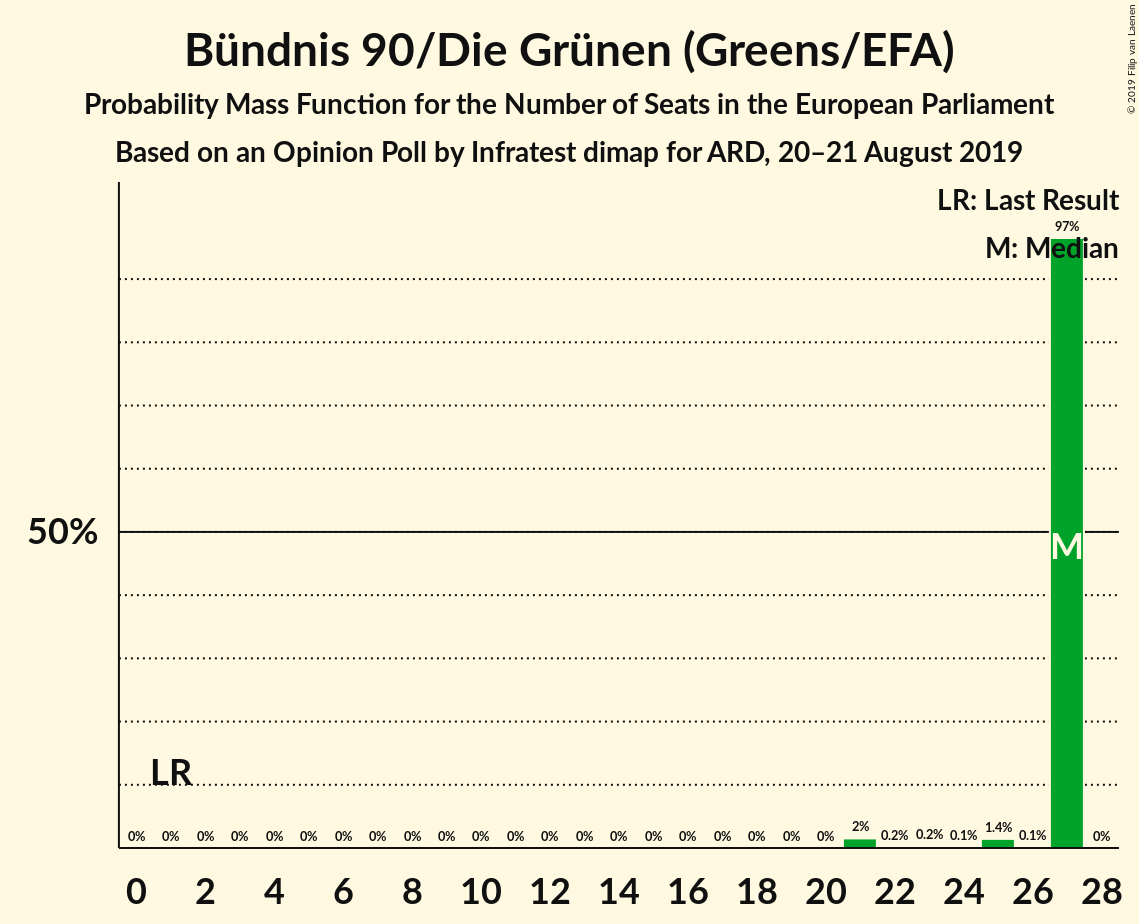 Bündnis 90/Die Grünen (Greens/EFA)
Probability Mass Function for the Number of Seats in the European Parliament
Based on an Opinion Poll by Infratest dimap for ARD, 20–21 August 2019
© 2019 Filip van Laenen
LR: Last Result
97%
M: Median
50%
M
LR
0% 0% 0% 0% 0% 0% 0% 0% 0% 0% 0% 0% 0% 0% 0% 0% 0% 0% 0% 0% 0% 2% 0.2% 0.2% 0.1% 1.4% 0.1% 0%
0 2 4 6 8 10 12 14 16 18 20 22 24 26 28